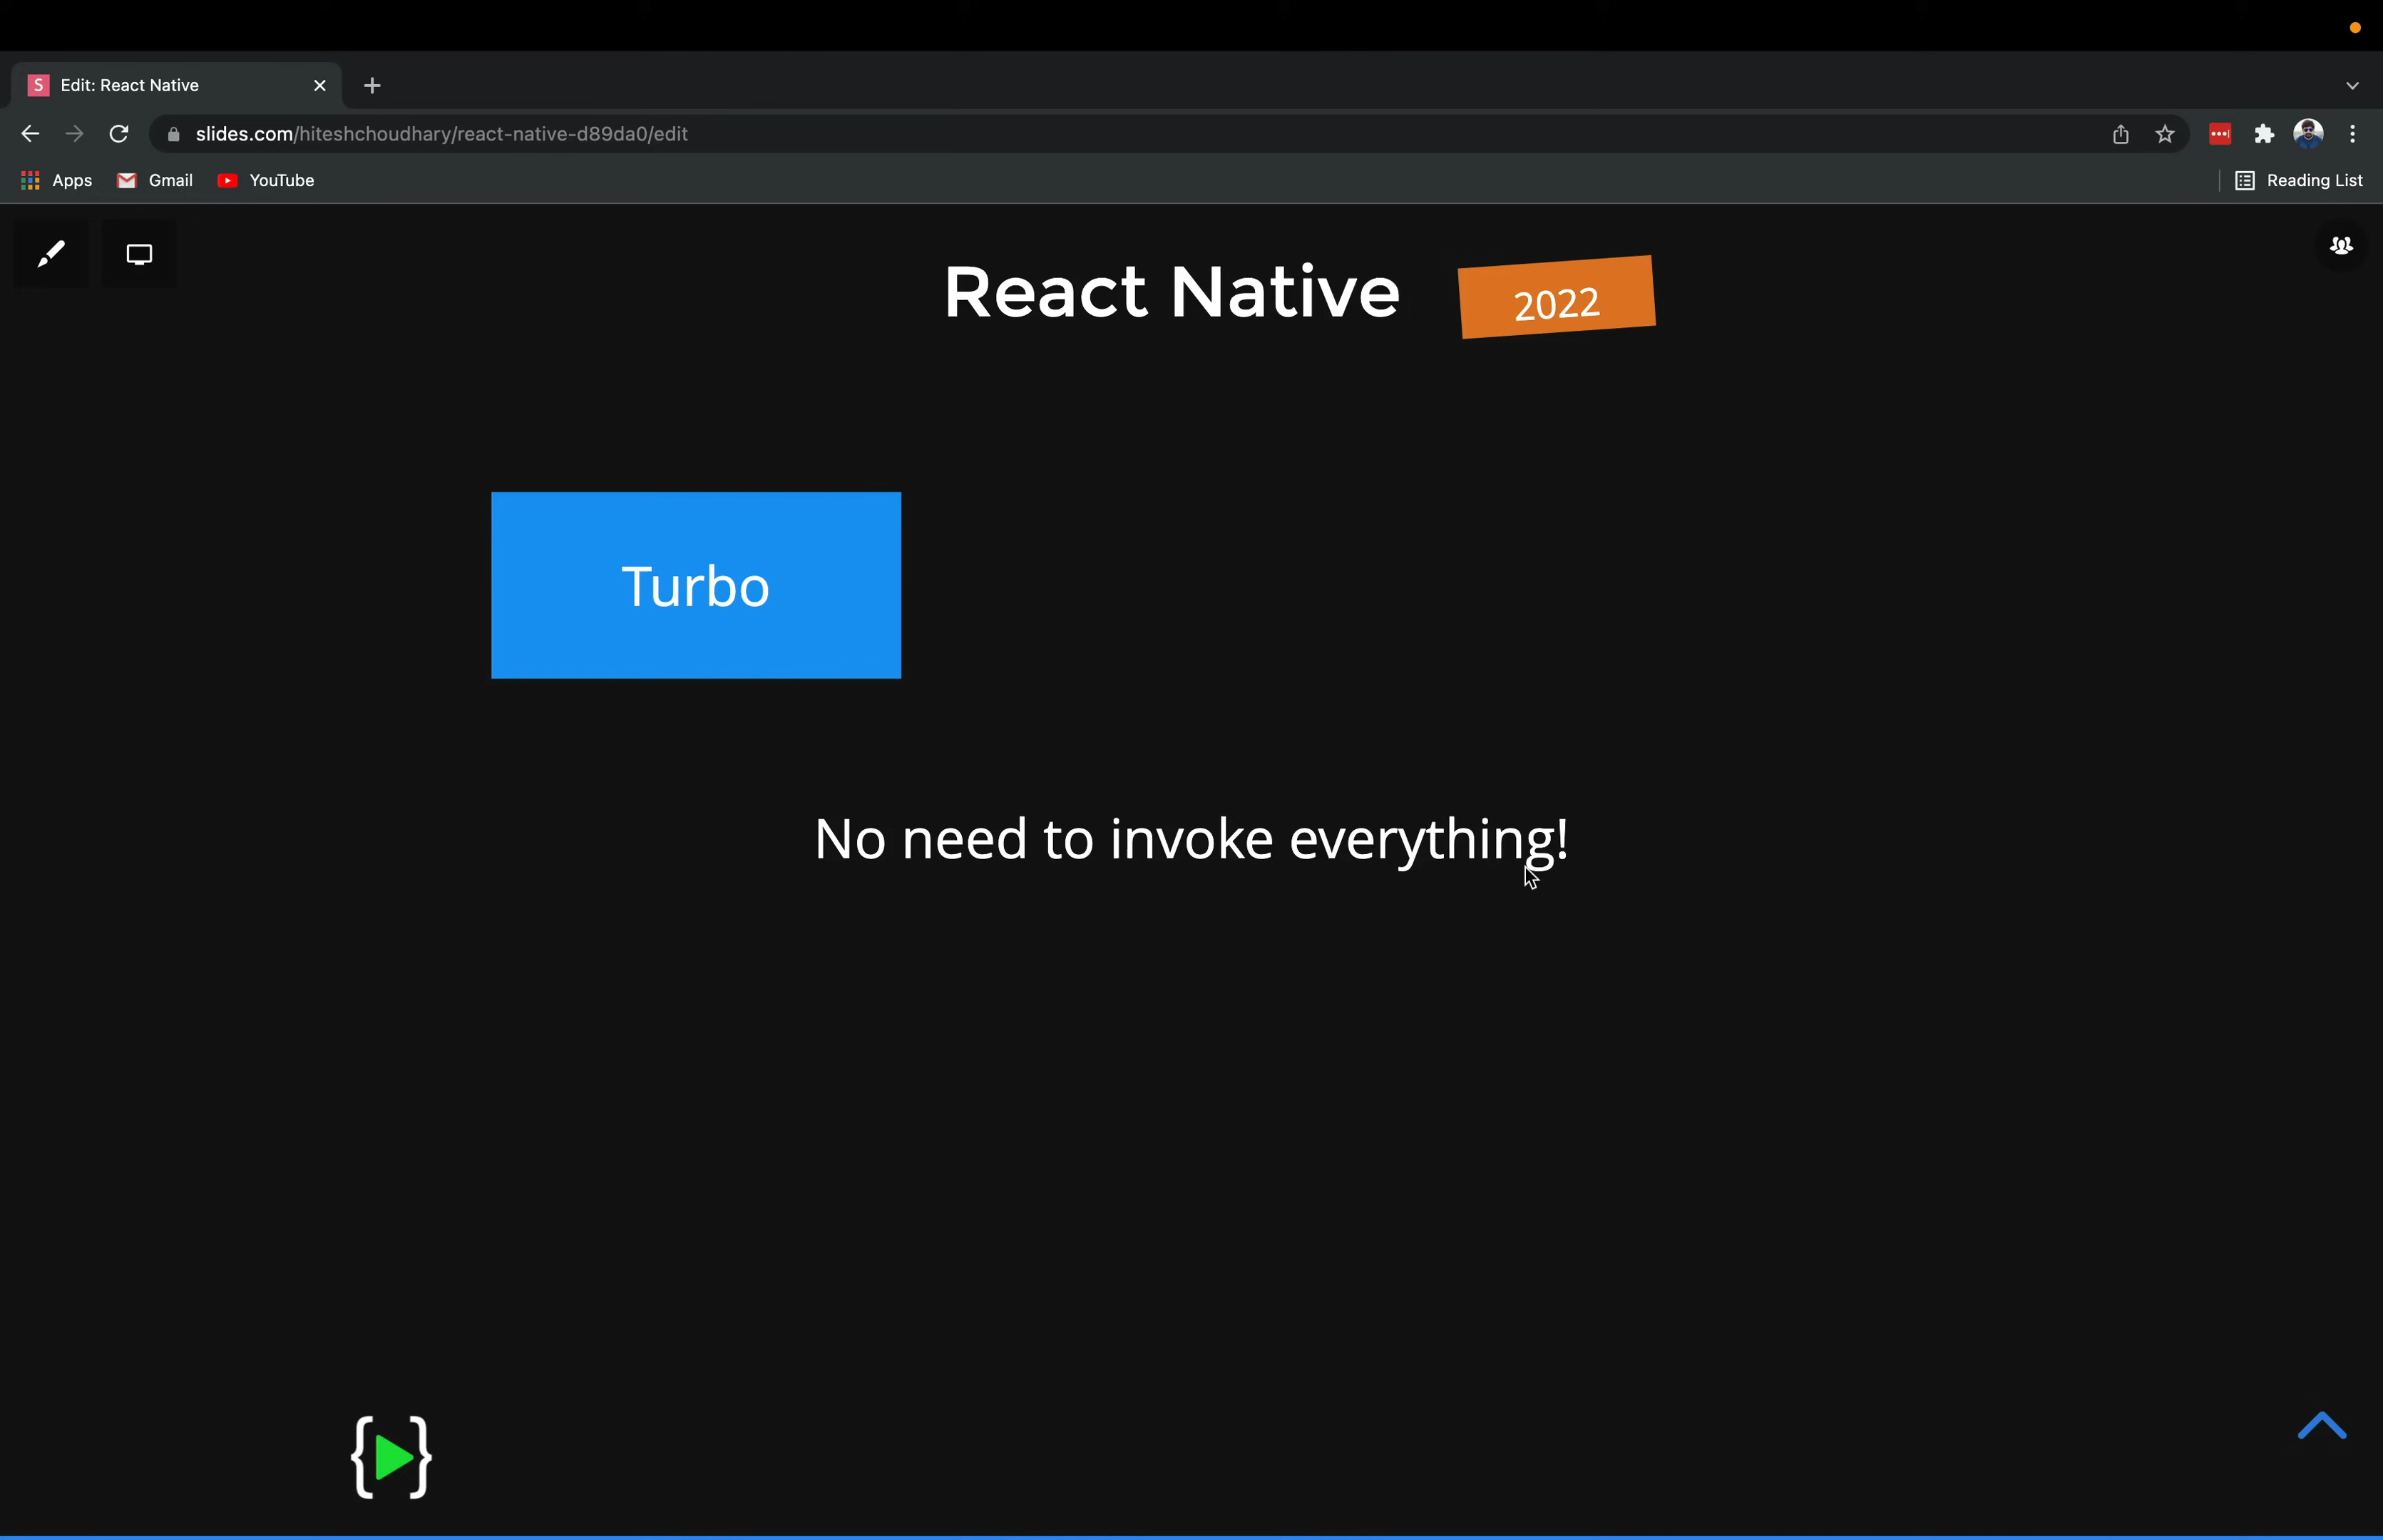 S Edit: React Native
slides.com/hiteshchoudhary/react-native-d89da0/edit
Apps Gmail YouTube Reading List
React Native 2022
Turbo
No need to invoke everything!